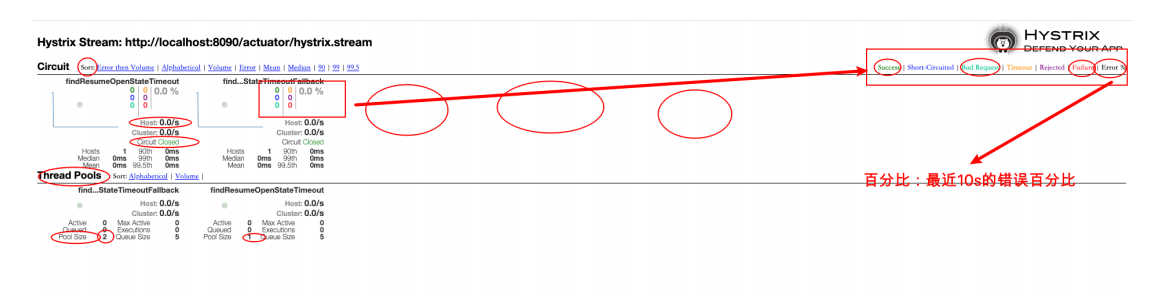 HYSTRIX
DEFEND YOUR APP
Hystrix Stream: http://localhost:8090/actuator/hystrix.stream
Circuit Sort: Error then Volume | Alphabetical | Volume | Error | Mean | Median | 90 | 99 | 99.5
Success | Short-Circuited | Bad Request | Timeout | Rejected | Failure | Error %
findResumeOpenStateTimeout find...StateTimeoutFallback
0 0 0.0 % 0 0 0.0 %
0 0 0 0
0 0 0 0
Host: 0.0/s Host: 0.0/s
Cluster: 0.0/s Cluster: 0.0/s
Circuit Closed Circuit Closed
Hosts 1 90th 0ms Hosts 1 90th 0ms
Median 0ms 99th 0ms Median 0ms 99th 0ms
Mean 0ms 99.5th 0ms Mean 0ms 99.5th 0ms
Thread Pools Sort: Alphabetical | Volume |
百分比：最近10s的错误百分比
find...StateTimeoutFallback findResumeOpenStateTimeout
Host: 0.0/s Host: 0.0/s
Cluster: 0.0/s Cluster: 0.0/s
Active 0 Max Active 0 Active 0 Max Active 0
Queued 0 Executions 0 Queued 0 Executions 0
Pool Size 2 Queue Size 5 Pool Size 1 Queue Size 5